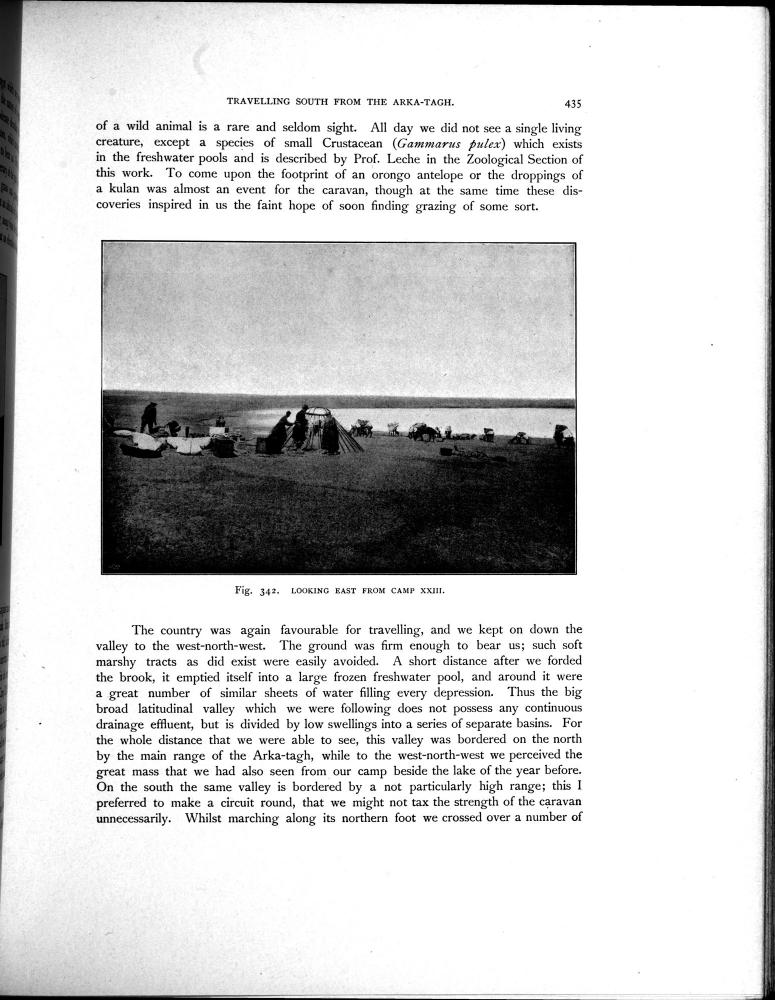 TRAVELLING SOUTH FROM THE ARKA-TAGH. 435
of a wild animal is a rare and seldom sight. All day we did not see a single living
creature, except a species of small Crustacean (Gammarus pulex) which exists
in the freshwater pools and is described by Prof. Leche in the Zoological Section of
this work. To come upon the footprint of an orongo antelope or the droppings of
a kulan was almost an event for the caravan, though at the same time these dis-
coveries inspired in us the faint hope of soon finding grazing of some sort.
Fig. 342. LOOKING EAST FROM CAMP XXIII.
The country was again favourable for travelling, and we kept on down the
valley to the west-north-west. The ground was firm enough to bear us; such soft
marshy tracts as did exist were easily avoided. A short distance after we forded
the brook, it emptied itself into a large frozen freshwater pool, and around it were
a great number of similar sheets of water filling every depression. Thus the big
broad latitudinal valley which we were following does not possess any continuous
drainage effluent, but is divided by low swellings into a series of separate basins. For
the whole distance that we were able to see, this valley was bordered on the north
by the main range of the Arka-tagh, while to the west-north-west we perceived the
great mass that we had also seen from our camp beside the lake of the year before.
On the south the same valley is bordered by a not particularly high range; this I
preferred to make a circuit round, that we might not tax the strength of the caravan
unnecessarily. Whilst marching along its northern foot we crossed over a number of